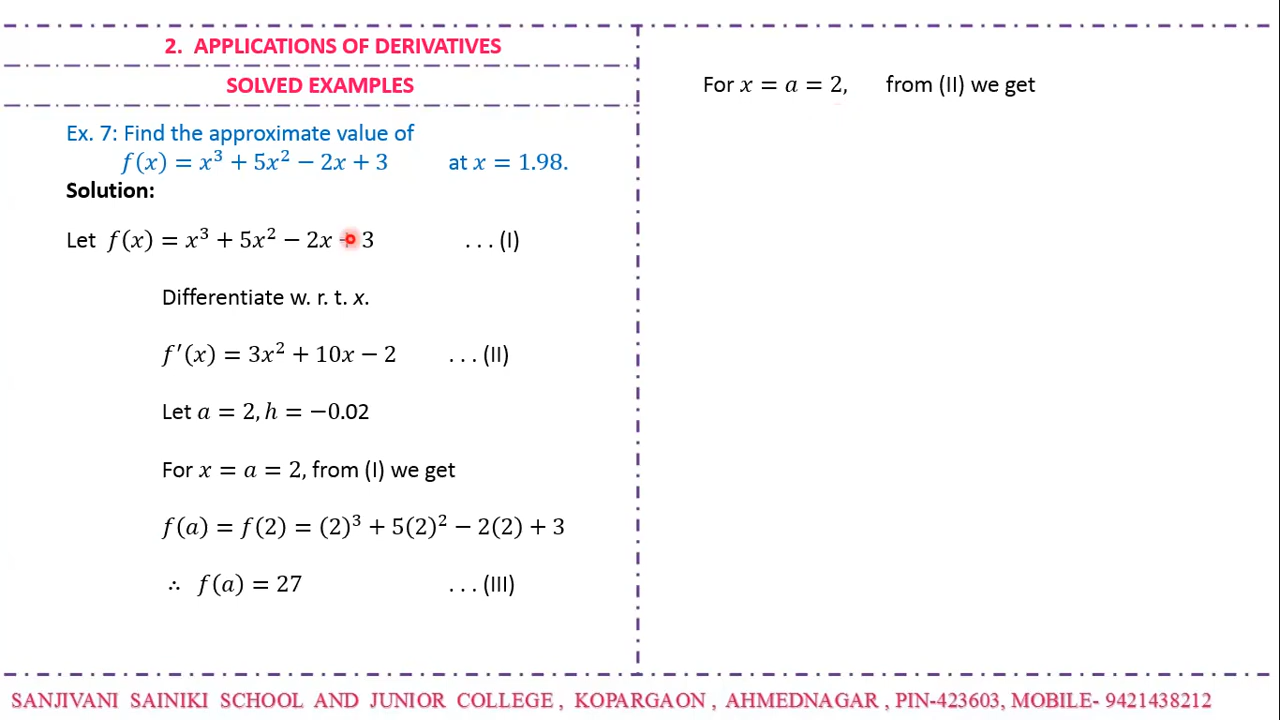 2. APPLICATIONS OF DERIVATIVES
SOLVED EXAMPLES
Ex. 7: Find the approximate value of
f(x) = x³ + 5x² − 2x + 3 at x = 1.98.
Solution:
Let f(x) = x³ + 5x² − 2x + 3 . . . (I)
Differentiate w. r. t. x.
f′(x) = 3x² + 10x − 2 . . . (II)
Let a = 2, h = −0.02
For x = a = 2, from (I) we get
f(a) = f(2) = (2)³ + 5(2)² − 2(2) + 3
∴ f(a) = 27 . . . (III)
For x = a = 2, from (II) we get
SANJIVANI SAINIKI SCHOOL AND JUNIOR COLLEGE , KOPARGAON , AHMEDNAGAR , PIN-423603, MOBILE- 9421438212